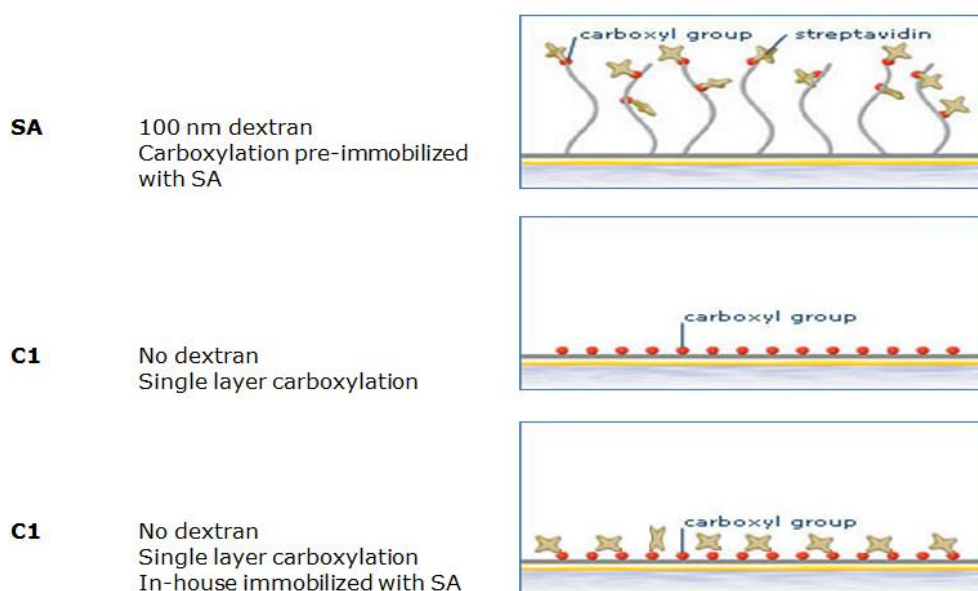 carboxyl group streptavidin
SA 100 nm dextran
Carboxylation pre-immobilized
with SA
carboxyl group
C1 No dextran
Single layer carboxylation
carboxyl group
C1 No dextran
Single layer carboxylation
In-house immobilized with SA